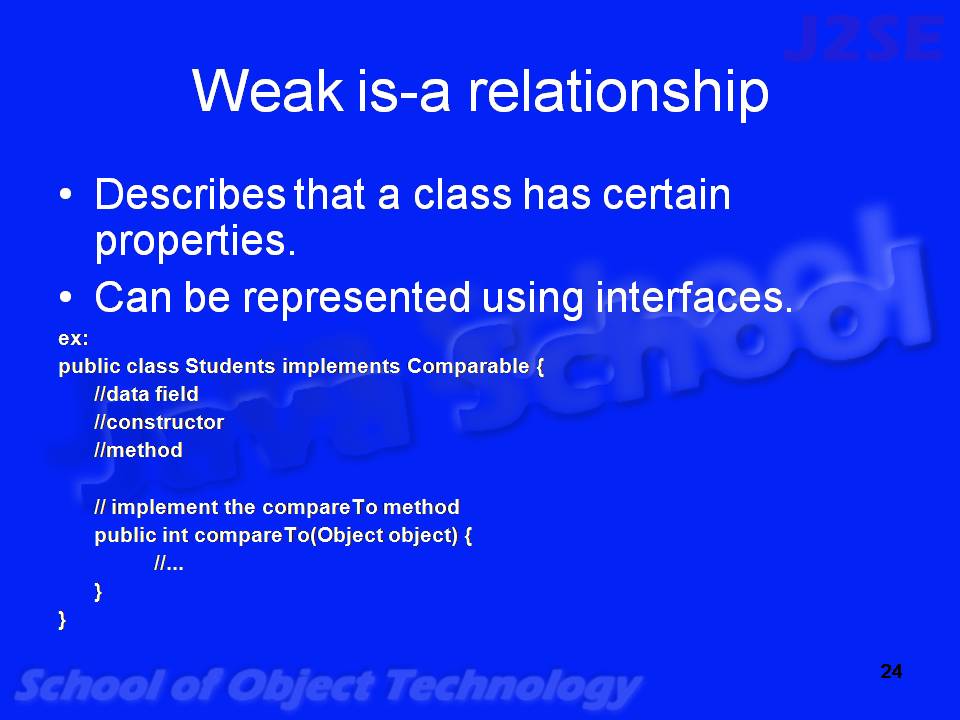 J2SE
Weak is-a relationship
• Describes that a class has certain
properties.
• Can be represented using interfaces.
ex:
public class Students implements Comparable {
//data field
//constructor
//method
// implement the compareTo method
public int compareTo(Object object) {
//...
}
}
Java School
School of Object Technology
24